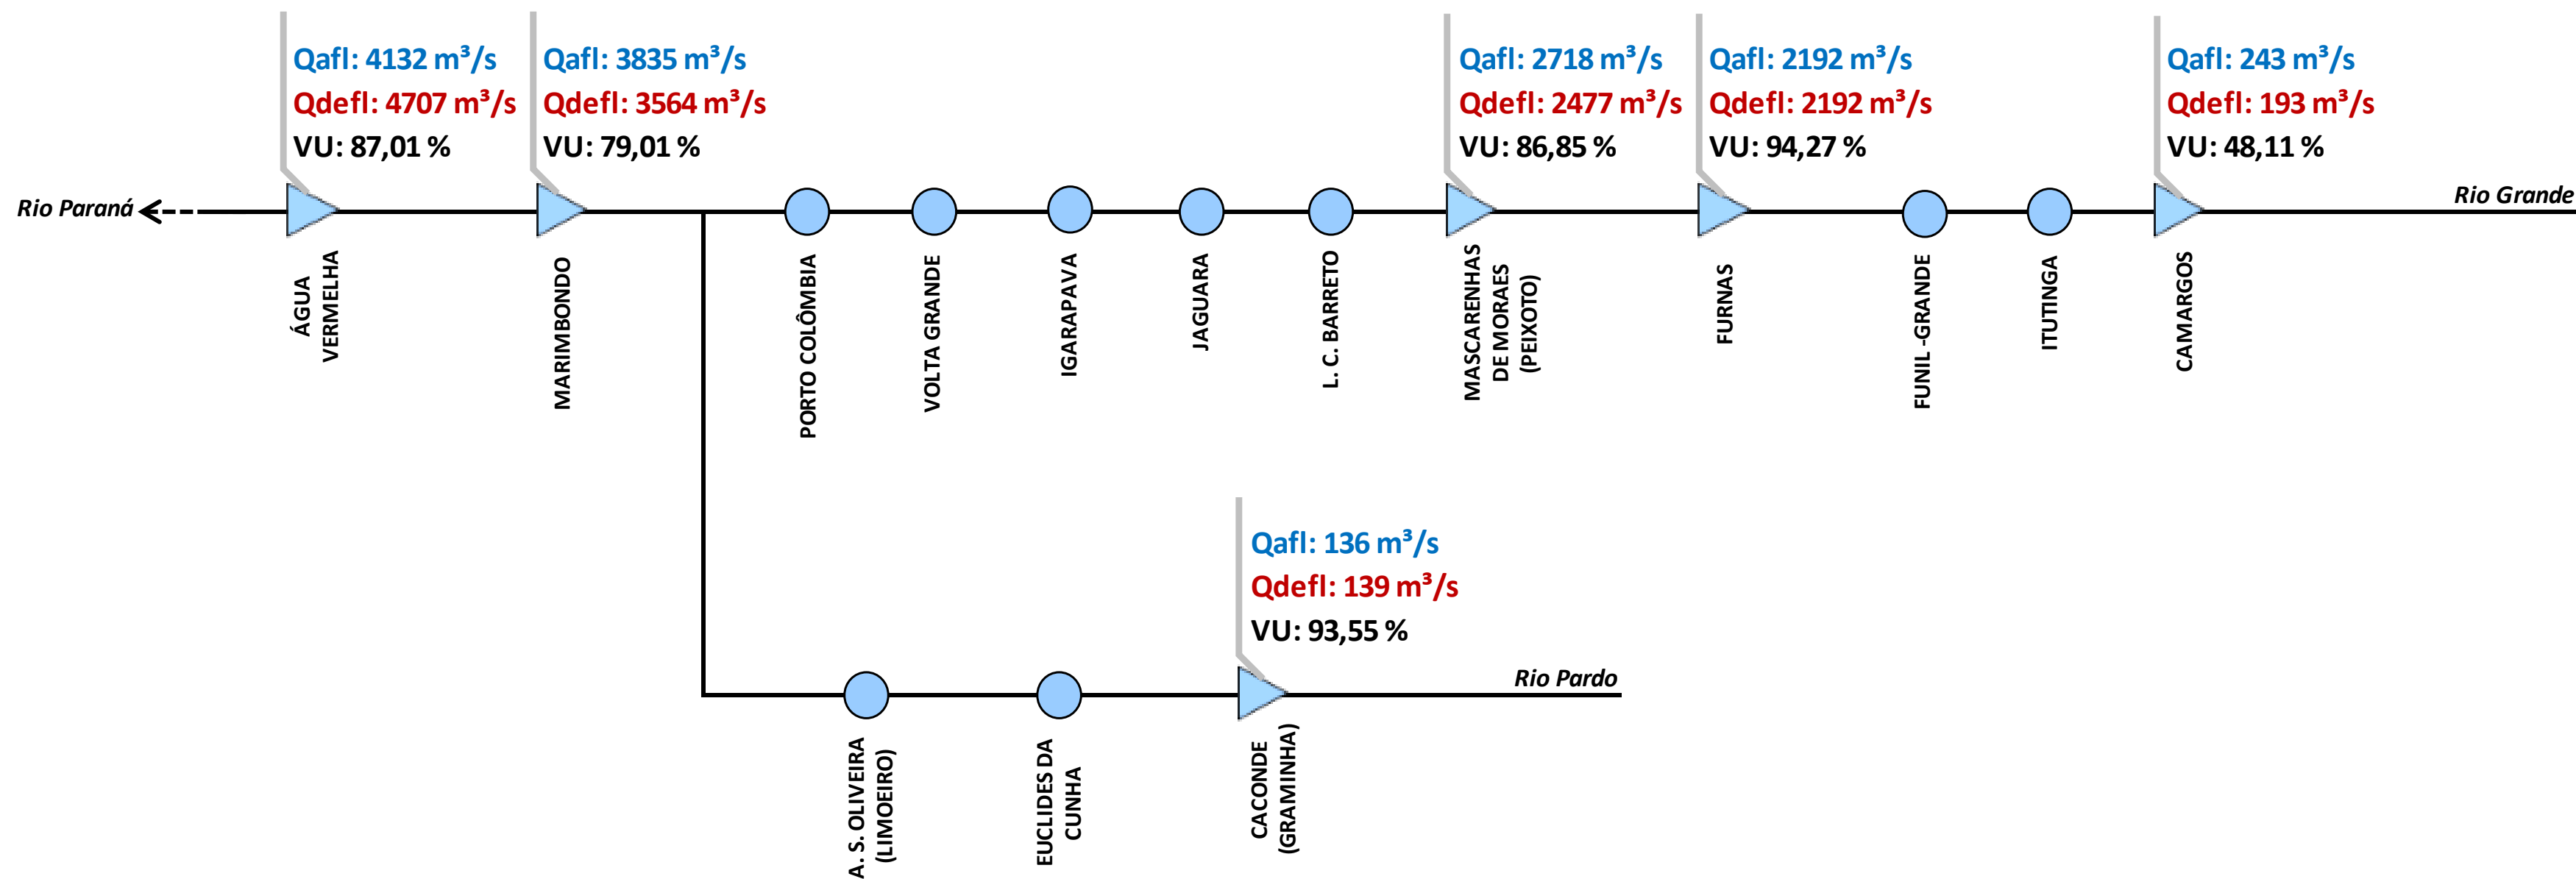 Qafl: 4132 m³/s
Qdefl: 4707 m³/s
VU: 87,01 %
Qafl: 3835 m³/s
Qdefl: 3564 m³/s
VU: 79,01 %
Qafl: 2718 m³/s
Qdefl: 2477 m³/s
VU: 86,85 %
Qafl: 2192 m³/s
Qdefl: 2192 m³/s
VU: 94,27 %
Qafl: 243 m³/s
Qdefl: 193 m³/s
VU: 48,11 %
Rio Paraná
Rio Grande
ÁGUA
VERMELHA
MARIMBONDO
PORTO COLÔMBIA
VOLTA GRANDE
IGARAPAVA
JAGUARA
L. C. BARRETO
MASCARENHAS
DE MORAES
(PEIXOTO)
FURNAS
FUNIL -GRANDE
ITUTINGA
CAMARGOS
Qafl: 136 m³/s
Qdefl: 139 m³/s
VU: 93,55 %
Rio Pardo
A. S. OLIVEIRA
(LIMOEIRO)
EUCLIDES DA
CUNHA
CACONDE
(GRAMINHA)